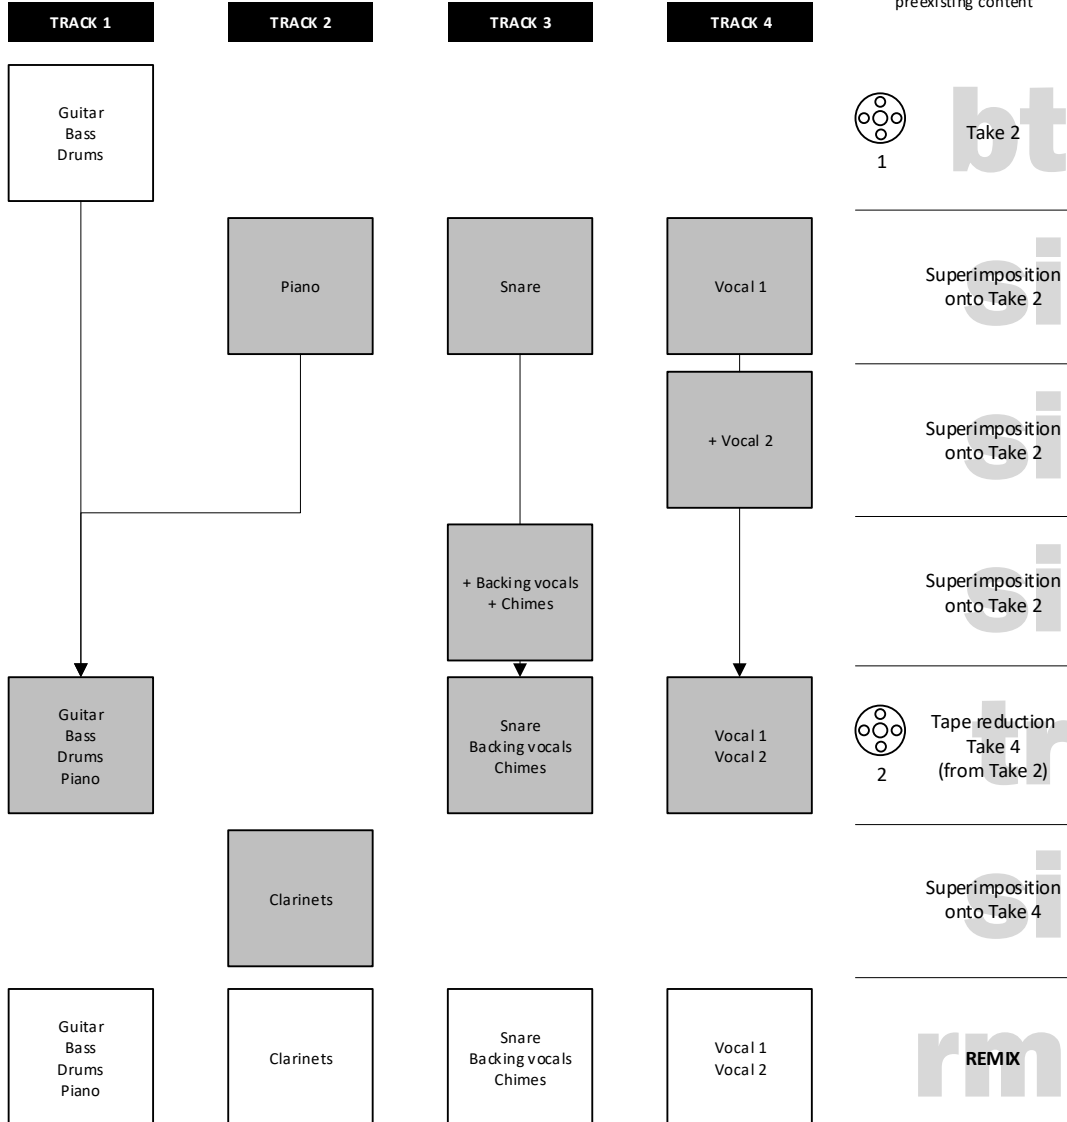 preexisting content
TRACK 1
TRACK 2
TRACK 3
TRACK 4
Guitar
Bass
Drums
1
bt
Take 2
Piano
Snare
Vocal 1
si
Superimposition
onto Take 2
+ Vocal 2
si
Superimposition
onto Take 2
+ Backing vocals
+ Chimes
si
Superimposition
onto Take 2
Guitar
Bass
Drums
Piano
Snare
Backing vocals
Chimes
Vocal 1
Vocal 2
2
tr
Tape reduction
Take 4
(from Take 2)
Clarinets
si
Superimposition
onto Take 4
Guitar
Bass
Drums
Piano
Clarinets
Snare
Backing vocals
Chimes
Vocal 1
Vocal 2
rm
REMIX